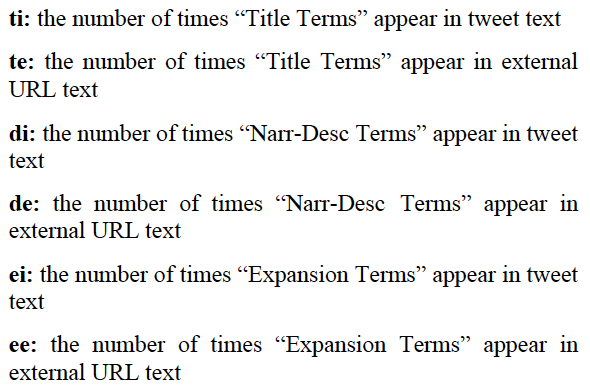 ti: the number of times “Title Terms” appear in tweet text
te: the number of times “Title Terms” appear in external
URL text
di: the number of times “Narr-Desc Terms” appear in tweet
text
de: the number of times “Narr-Desc Terms” appear in
external URL text
ei: the number of times “Expansion Terms” appear in tweet
text
ee: the number of times “Expansion Terms” appear in
external URL text